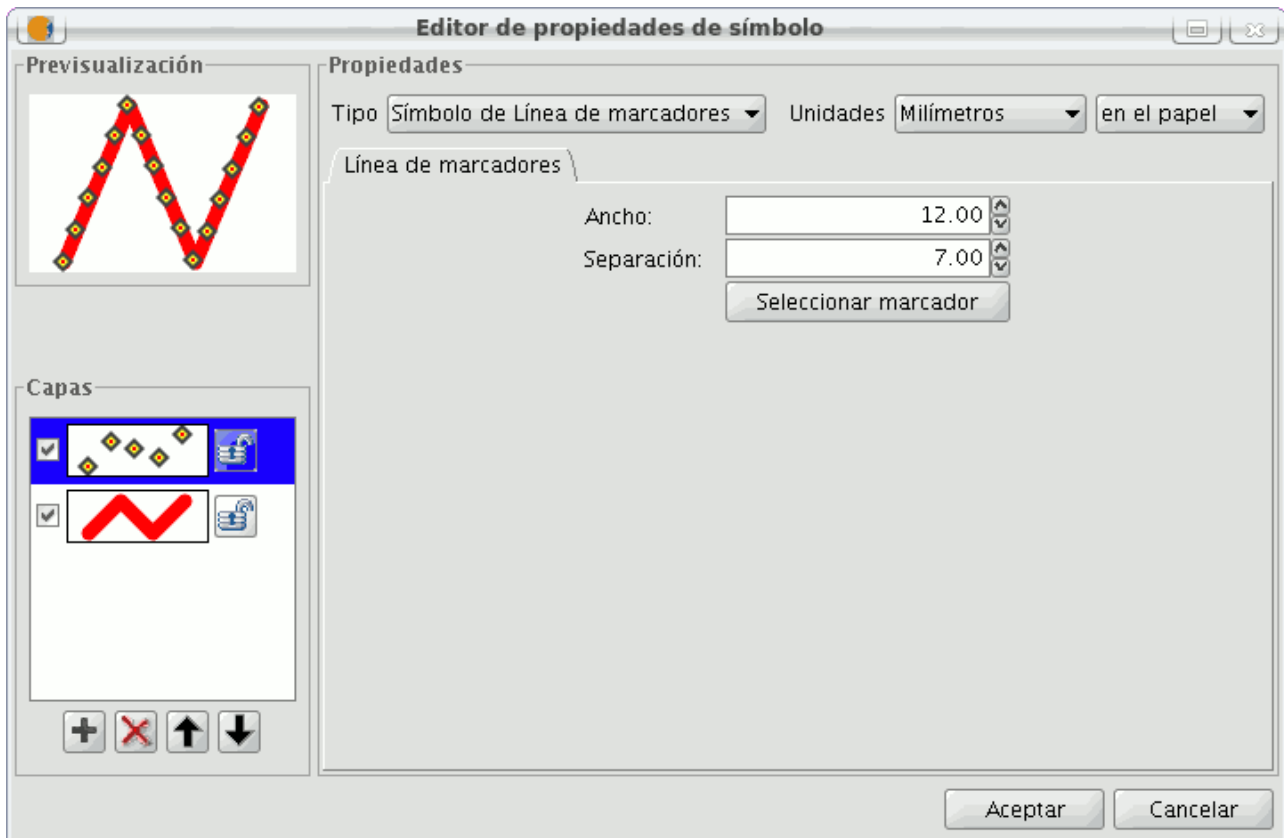 Editor de propiedades de símbolo
Previsualización
Propiedades
Tipo Símbolo de Línea de marcadores Unidades Milímetros en el papel
Línea de marcadores
Ancho: 12.00
Separación: 7.00
Seleccionar marcador
Capas
Aceptar Cancelar